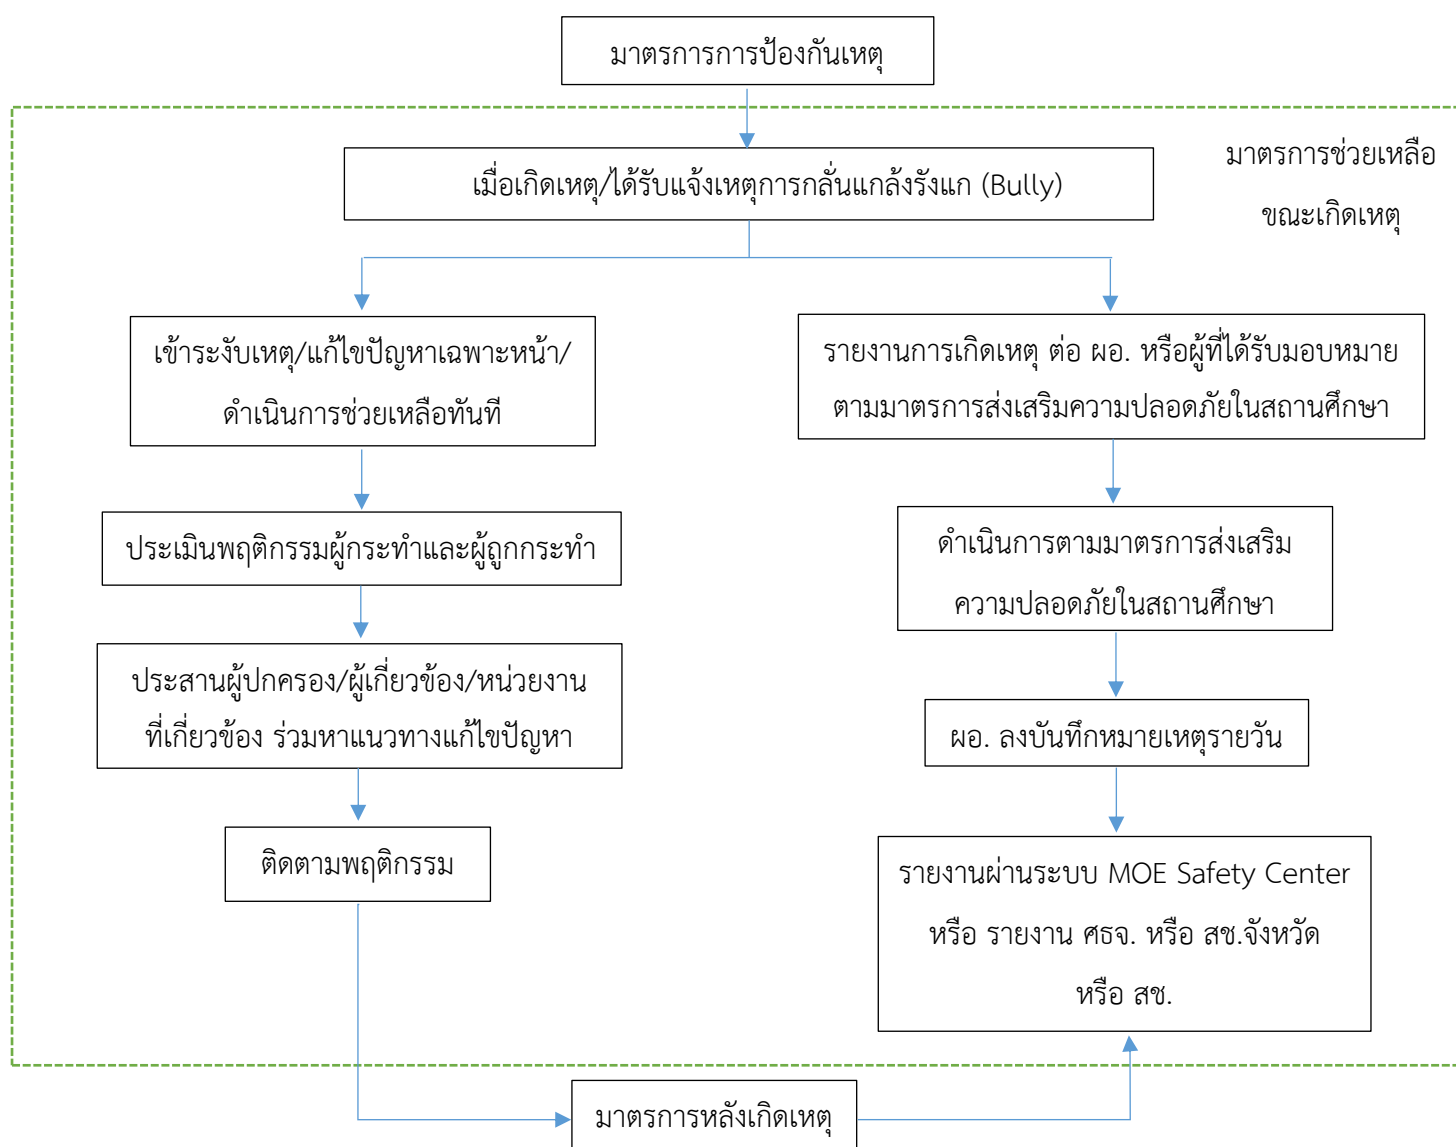 มาตรการการป้องกันเหตุ
มาตรการช่วยเหลือ
ขณะเกิดเหตุ
เมื่อเกิดเหตุ/ได้รับแจ้งเหตุการกลั่นแกล้งรังแก (Bully)
เข้าระงับเหตุ/แก้ไขปัญหาเฉพาะหน้า/
ดำเนินการช่วยเหลือทันที
ประเมินพฤติกรรมผู้กระทำและผู้ถูกกระทำ
ประสานผู้ปกครอง/ผู้เกี่ยวข้อง/หน่วยงาน
ที่เกี่ยวข้อง ร่วมหาแนวทางแก้ไขปัญหา
ติดตามพฤติกรรม
รายงานการเกิดเหตุ ต่อ ผอ. หรือผู้ที่ได้รับมอบหมาย
ตามมาตรการส่งเสริมความปลอดภัยในสถานศึกษา
ดำเนินการตามมาตรการส่งเสริม
ความปลอดภัยในสถานศึกษา
ผอ. ลงบันทึกหมายเหตุรายวัน
รายงานผ่านระบบ MOE Safety Center
หรือ รายงาน ศธจ. หรือ สช.จังหวัด
หรือ สช.
มาตรการหลังเกิดเหตุ